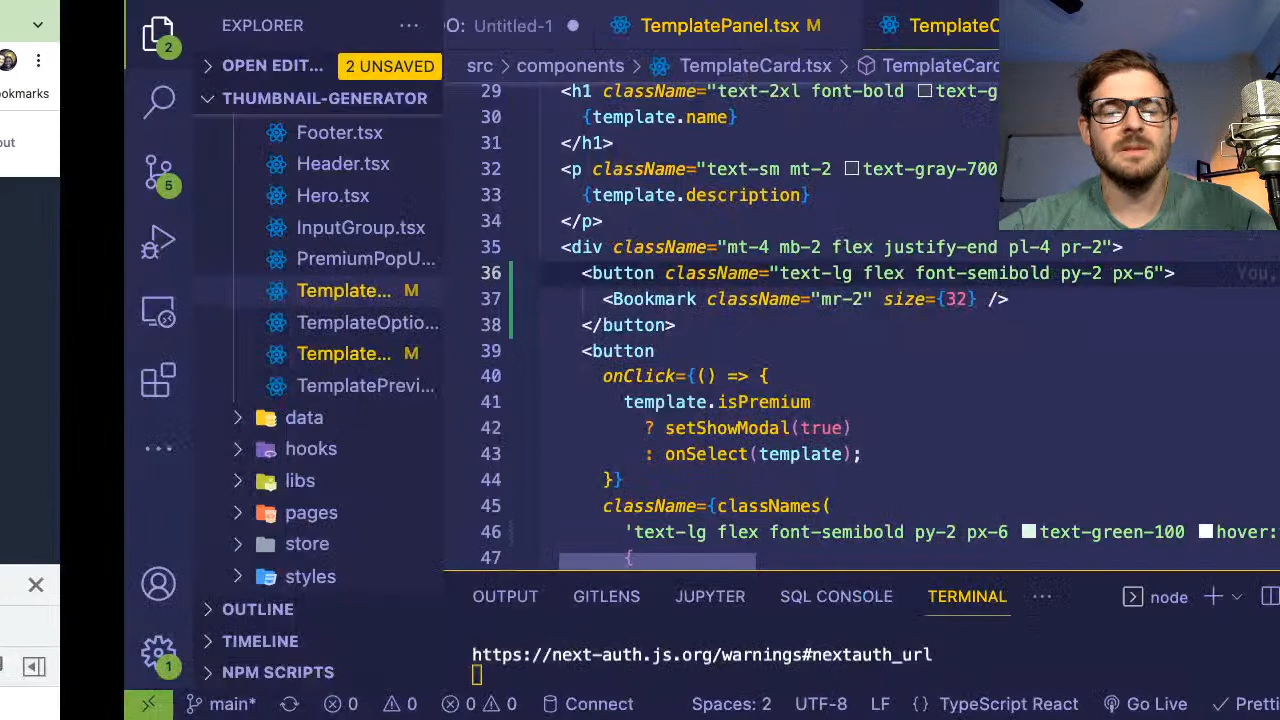 okmarks
out
2
5
1
EXPLORER
OPEN EDIT...
2 UNSAVED
THUMBNAIL-GENERATOR
Footer.tsx
Header.tsx
Hero.tsx
InputGroup.tsx
PremiumPopU...
Template... M
TemplateOptio...
Template... M
TemplatePrevi...
data
hooks
libs
pages
store
styles
OUTLINE
TIMELINE
NPM SCRIPTS
O: Untitled-1
TemplatePanel.tsx M
TemplateC
src > components > TemplateCard.tsx > TemplateCard
29 <h1 className="text-2xl font-bold text-g
30 {template.name}
31 </h1>
32 <p className="text-sm mt-2 text-gray-700
33 {template.description}
34 </p>
35 <div className="mt-4 mb-2 flex justify-end pl-4 pr-2">
36 <button className="text-lg flex font-semibold py-2 px-6"> You,
37 <Bookmark className="mr-2" size={32} />
38 </button>
39 <button
40 onClick={() => {
41 template.isPremium
42 ? setShowModal(true)
43 : onSelect(template);
44 }}
45 className={classNames(
46 'text-lg flex font-semibold py-2 px-6 text-green-100 hover:
47 {
OUTPUT GITLENS JUPYTER SQL CONSOLE TERMINAL ... node
https://next-auth.js.org/warnings#nextauth_url
main* 0 0 0 0 Connect Spaces: 2 UTF-8 LF {} TypeScript React Go Live Pretti